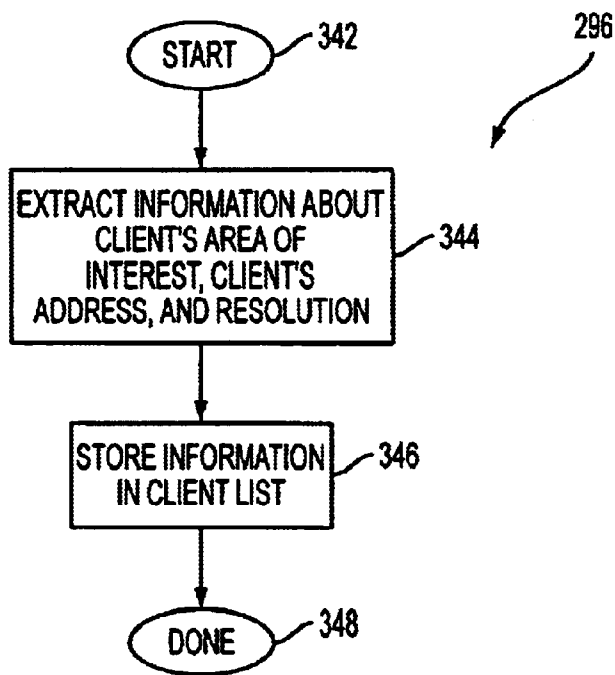 START
342
296
EXTRACT INFORMATION ABOUT
CLIENT'S AREA OF
INTEREST, CLIENT'S
ADDRESS, AND RESOLUTION
344
STORE INFORMATION
IN CLIENT LIST
346
DONE
348